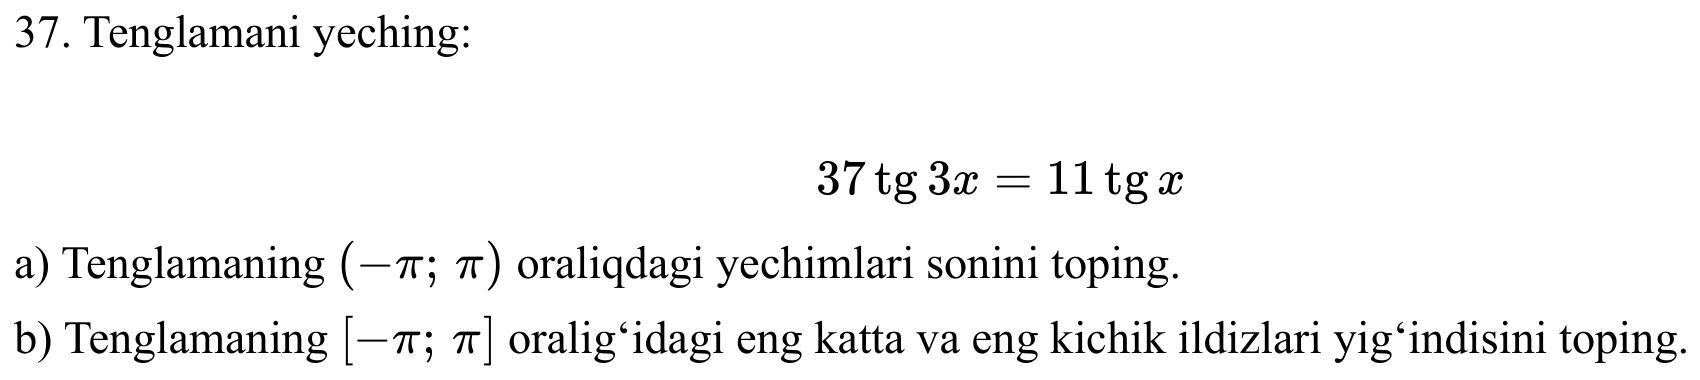 37. Tenglamani yeching:
37 tg 3x = 11 tg x
a) Tenglamaning (−π; π) oraliqdagi yechimlari sonini toping.
b) Tenglamaning [−π; π] oralig‘idagi eng katta va eng kichik ildizlari yig‘indisini toping.